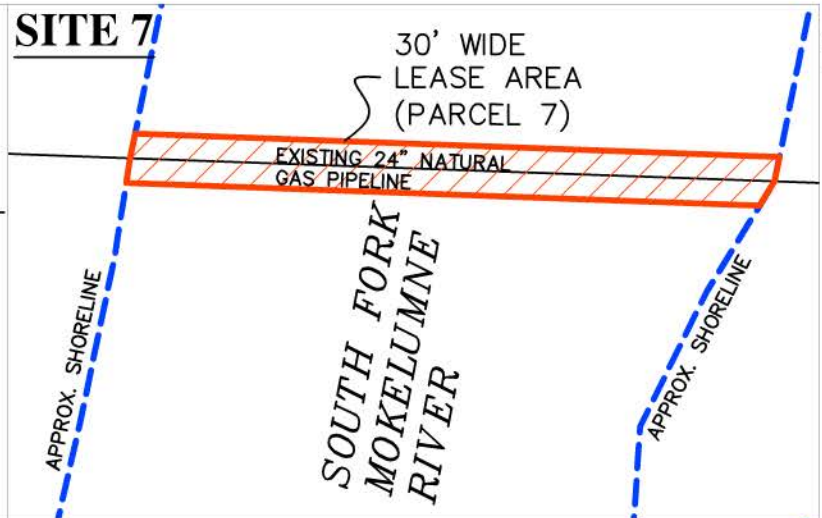 SITE 7
30' WIDE
LEASE AREA
(PARCEL 7)
EXISTING 24" NATURAL
GAS PIPELINE
SOUTH FORK
MOKELUMNE
RIVER
APPROX. SHORELINE
APPROX. SHORELINE